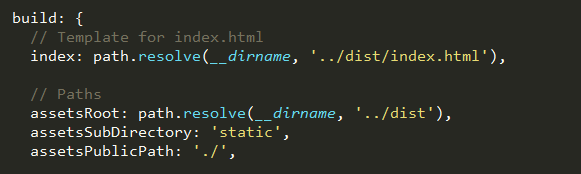 build: {
// Template for index.html
index: path.resolve(__dirname, '../dist/index.html'),
// Paths
assetsRoot: path.resolve(__dirname, '../dist'),
assetsSubDirectory: 'static',
assetsPublicPath: './',